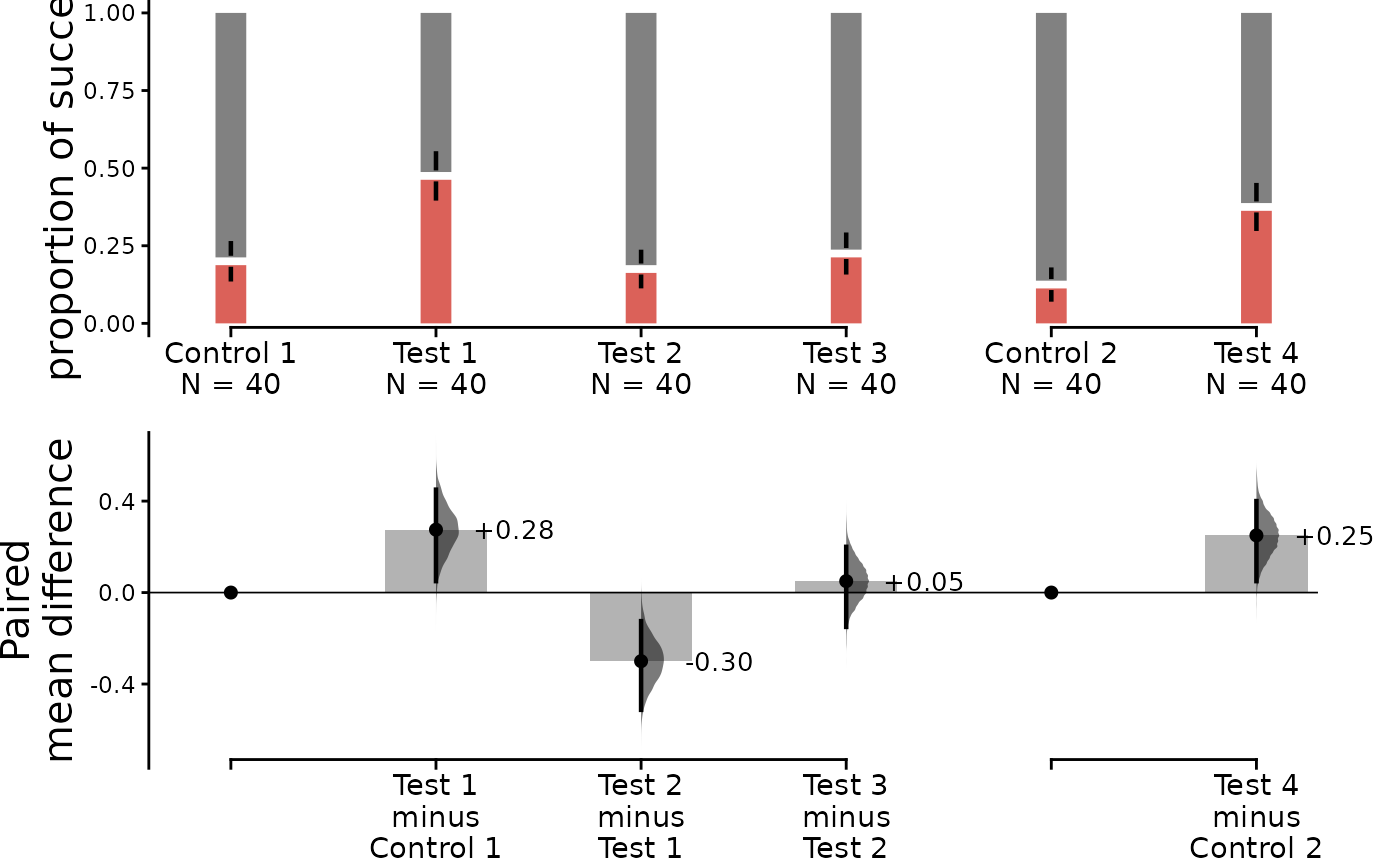 proportion of succe
1.00
0.75
0.50
0.25
0.00
Control 1
N = 40
Test 1
N = 40
Test 2
N = 40
Test 3
N = 40
Control 2
N = 40
Test 4
N = 40
Paired
mean difference
0.4
0.0
-0.4
+0.28
-0.30
+0.05
+0.25
Test 1
minus
Control 1
Test 2
minus
Test 1
Test 3
minus
Test 2
Test 4
minus
Control 2